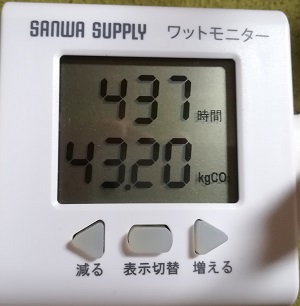 SANWA SUPPLY ワットモニター
437 時間
43.20 kgCO₂
減る 表示切替 増える